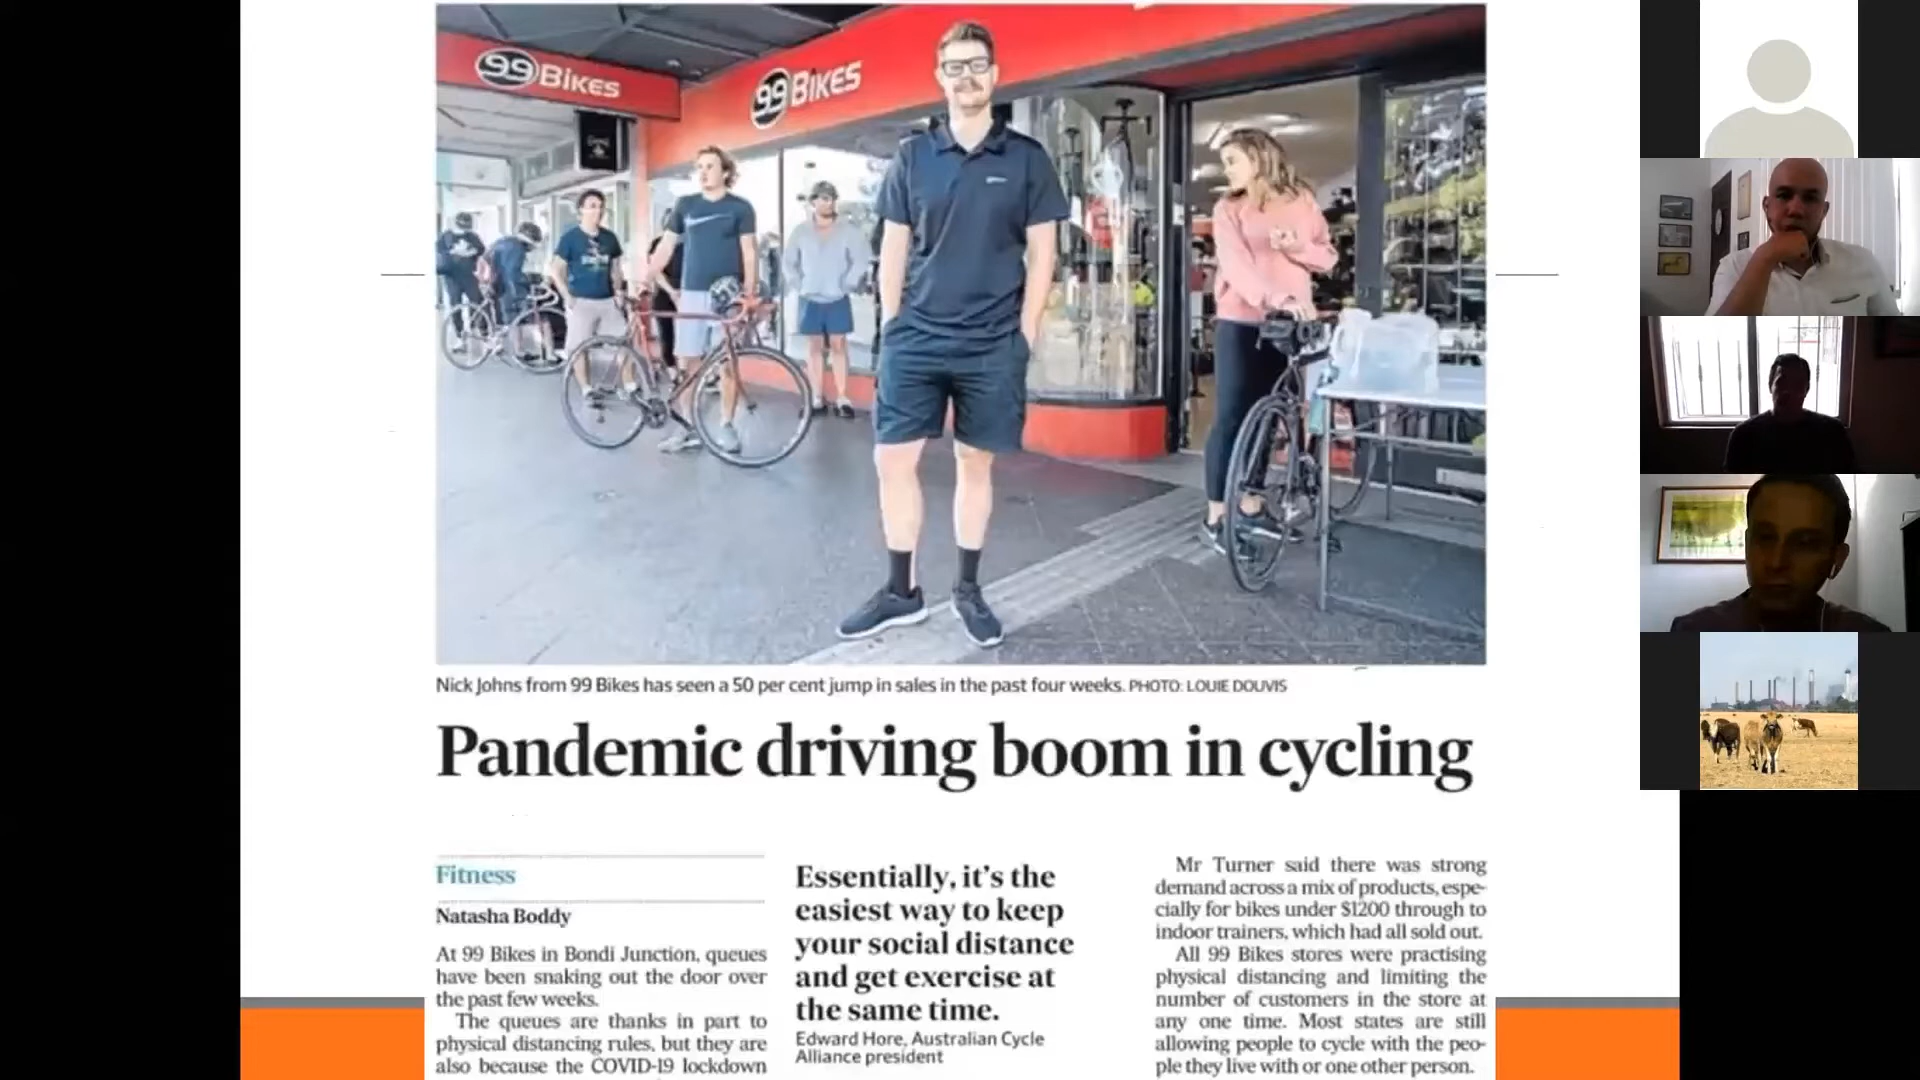 99 BIKES
99 BIKES
Nick Johns from 99 Bikes has seen a 50 per cent jump in sales in the past four weeks. PHOTO: LOUIE DOUVIS
Pandemic driving boom in cycling
Fitness
Natasha Boddy
At 99 Bikes in Bondi Junction, queues
have been snaking out the door over
the past few weeks.
The queues are thanks in part to
physical distancing rules, but they are
also because the COVID-19 lockdown
Essentially, it's the
easiest way to keep
your social distance
and get exercise at
the same time.
Edward Hore, Australian Cycle
Alliance president
Mr Turner said there was strong
demand across a mix of products, espe-
cially for bikes under $1200 through to
indoor trainers, which had all sold out.
All 99 Bikes stores were practising
physical distancing and limiting the
number of customers in the store at
any one time. Most states are still
allowing people to cycle with the peo-
ple they live with or one other person.